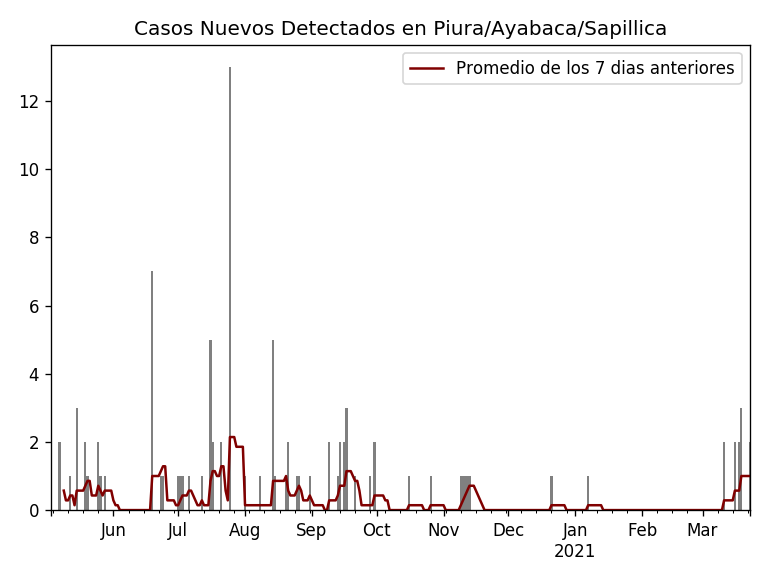 Casos Nuevos Detectados en Piura/Ayabaca/Sapillica
Promedio de los 7 dias anteriores
12
10
8
6
4
2
0
Jun Jul Aug Sep Oct Nov Dec Jan Feb Mar
2021